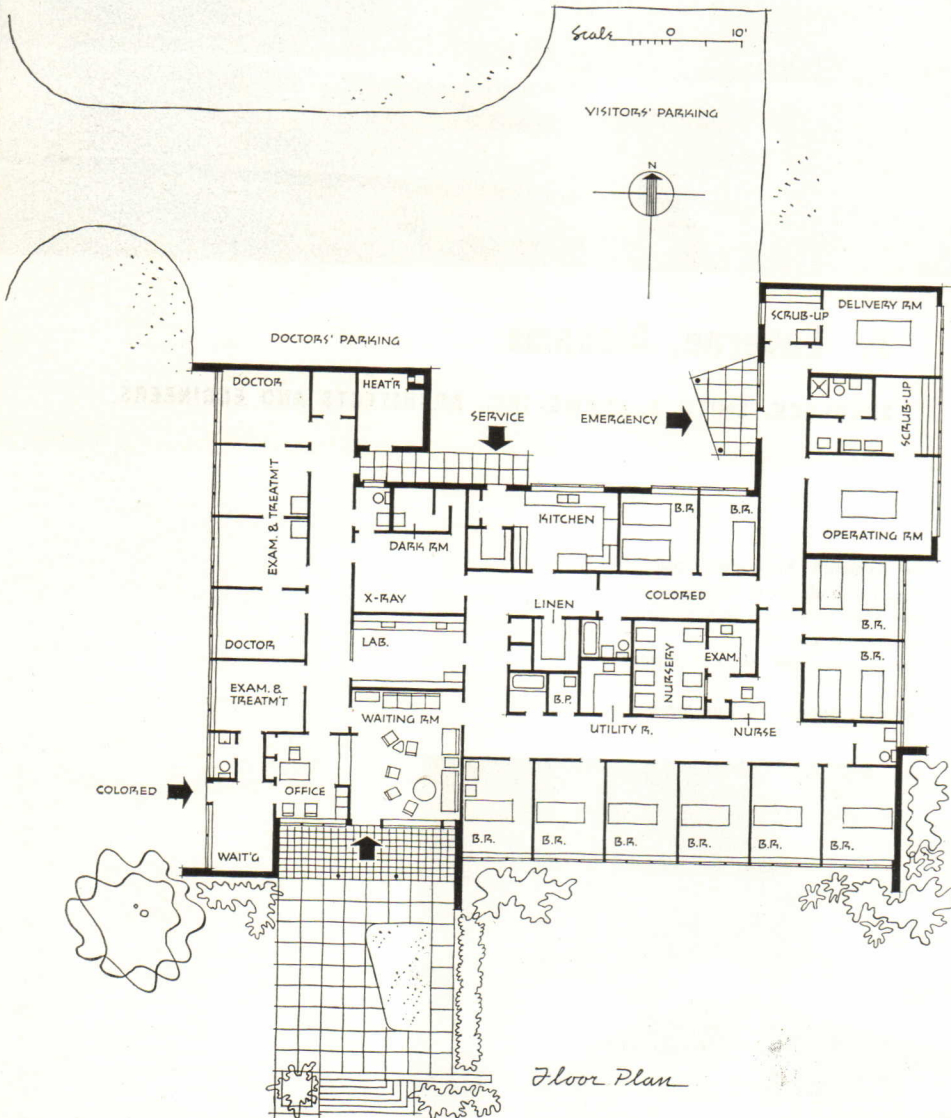 Scale 0 10'
VISITORS' PARKING
N
DOCTORS' PARKING
SCRUB-UP
DELIVERY RM
DOCTOR
HEAT'R
SERVICE
EMERGENCY
SCRUB-UP
EXAM. & TREATM'T
KITCHEN
B.R
B.R.
OPERATING RM
DARK RM
X-RAY
LINEN
COLORED
B.R.
DOCTOR
LAB.
NURSERY
EXAM.
B.R.
EXAM. & TREATM'T
WAITING RM
B.P.
UTILITY R.
NURSE
COLORED
OFFICE
WAIT'G
B.R.
B.R.
B.R.
B.R.
B.R.
B.R.
Floor Plan